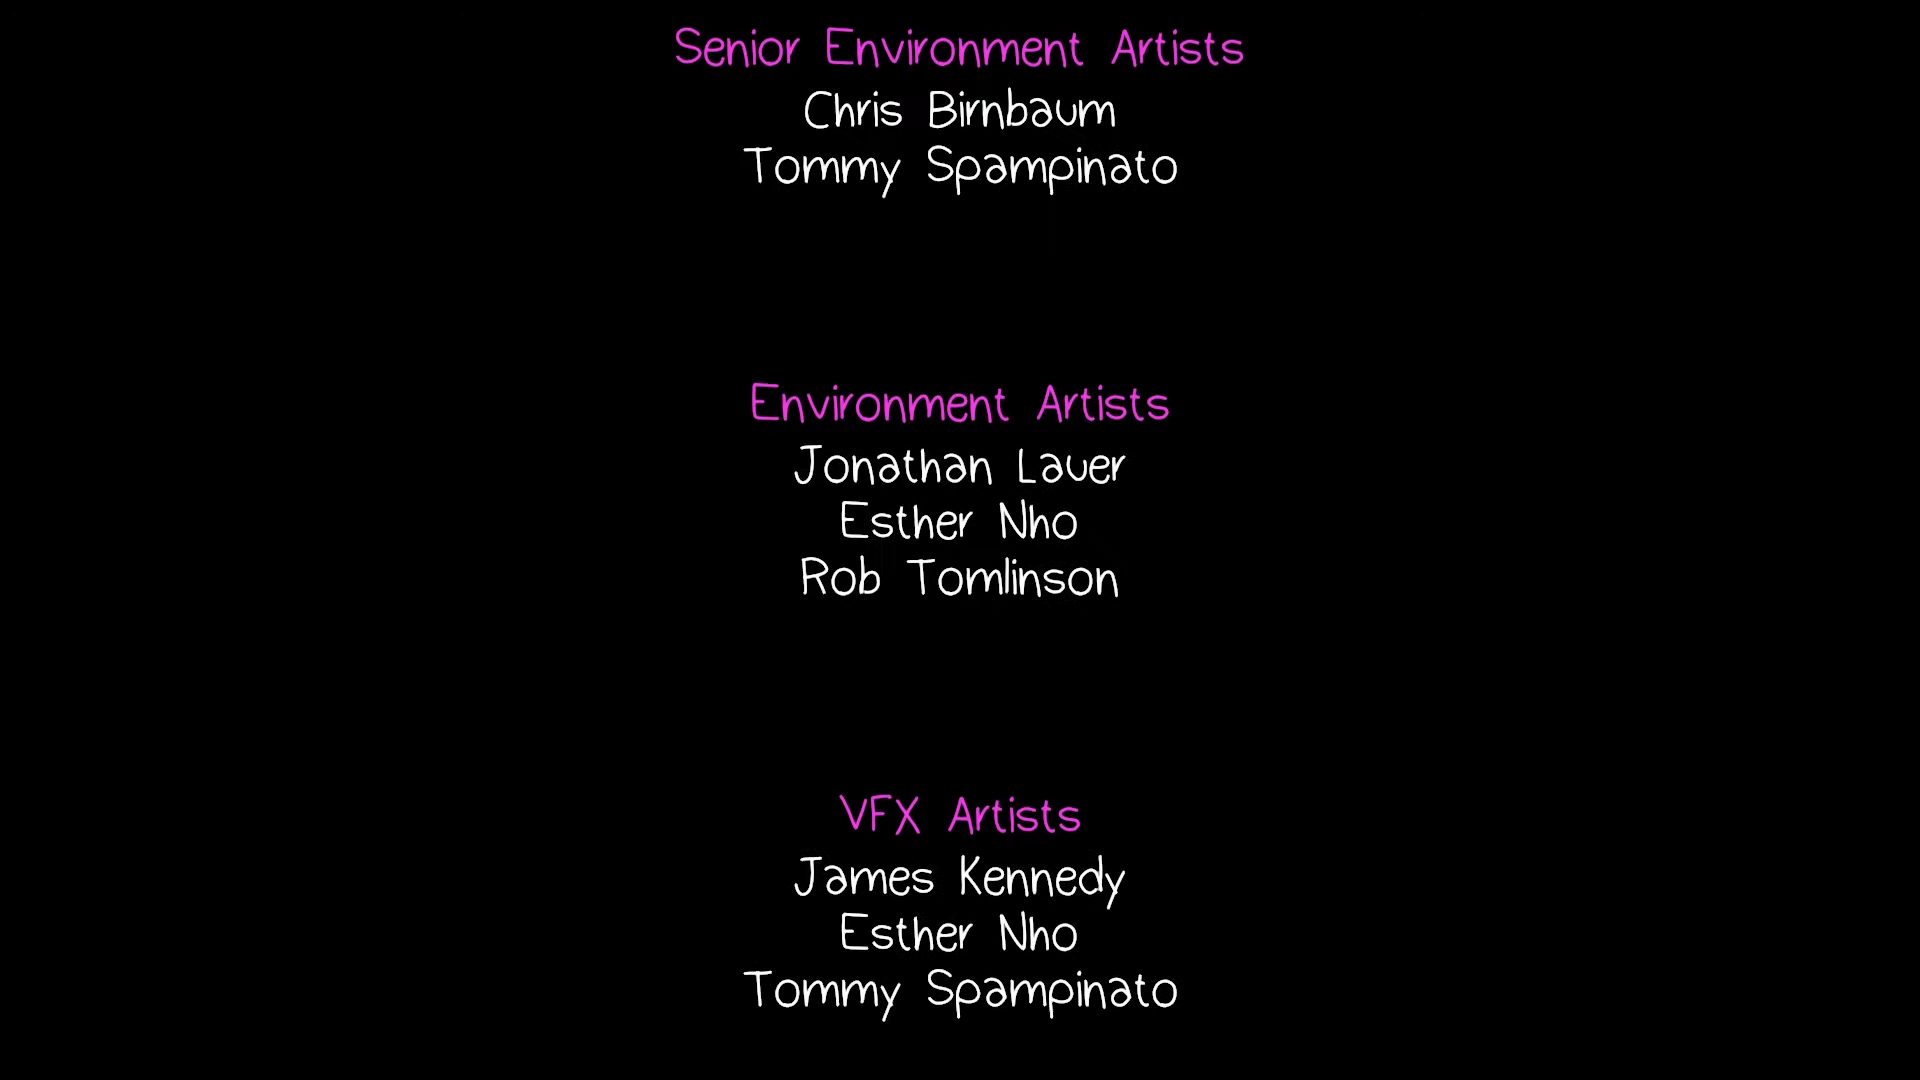 Senior Environment Artists
Chris Birnbaum
Tommy Spampinato
Environment Artists
Jonathan Lauer
Esther Nho
Rob Tomlinson
VFX Artists
James Kennedy
Esther Nho
Tommy Spampinato